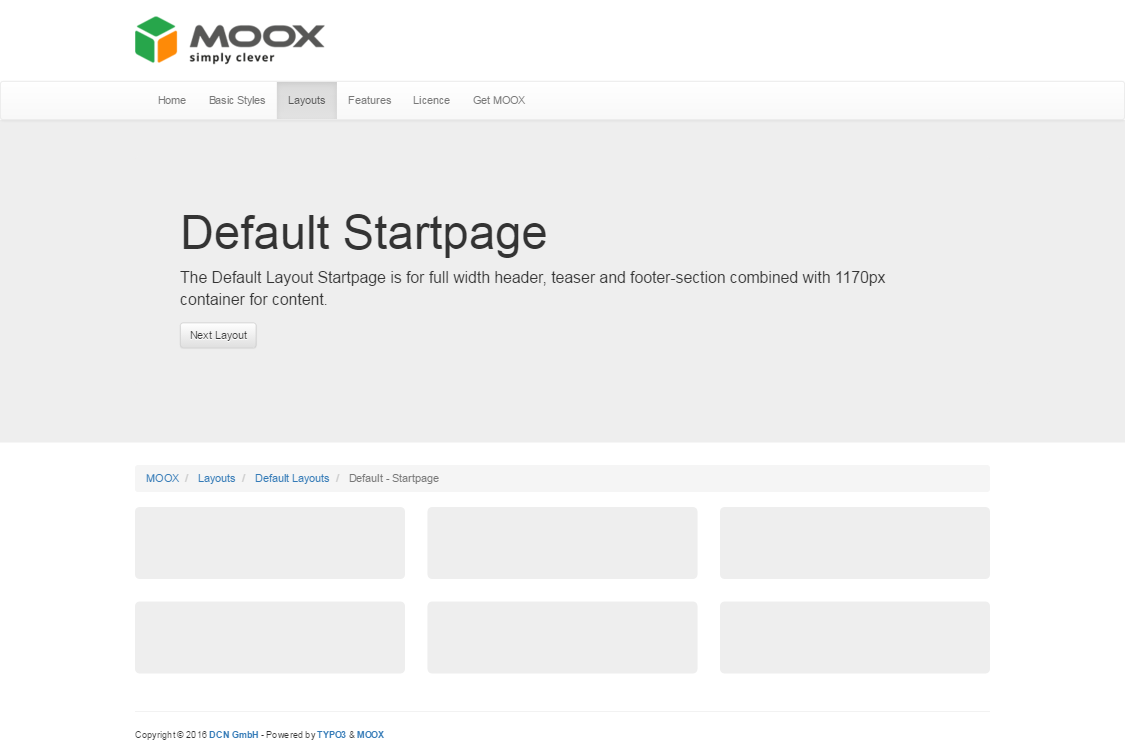 MOOX
simply clever
Home Basic Styles Layouts Features Licence Get MOOX
Default Startpage
The Default Layout Startpage is for full width header, teaser and footer-section combined with 1170px
container for content.
Next Layout
MOOX / Layouts / Default Layouts / Default - Startpage
Copyright © 2016 DCN GmbH - Powered by TYPO3 & MOOX